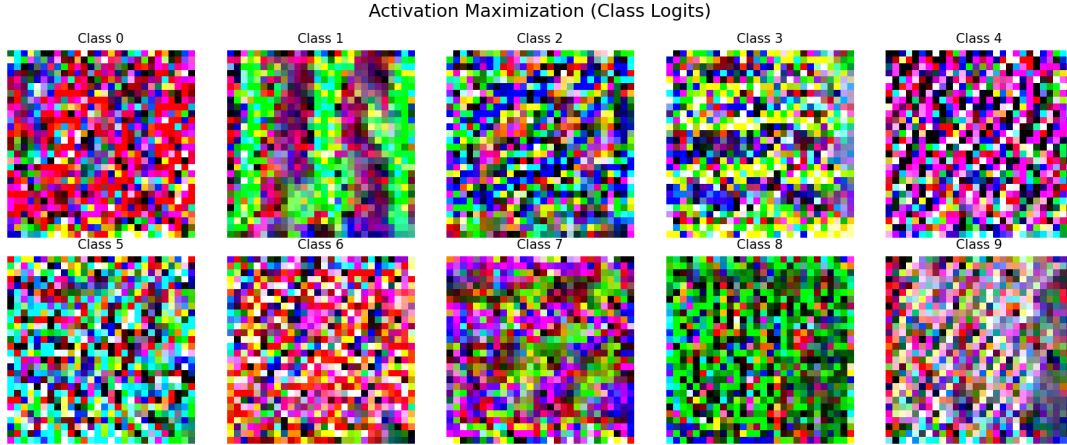 Activation Maximization (Class Logits)
Class 0 Class 1 Class 2 Class 3 Class 4
Class 5 Class 6 Class 7 Class 8 Class 9